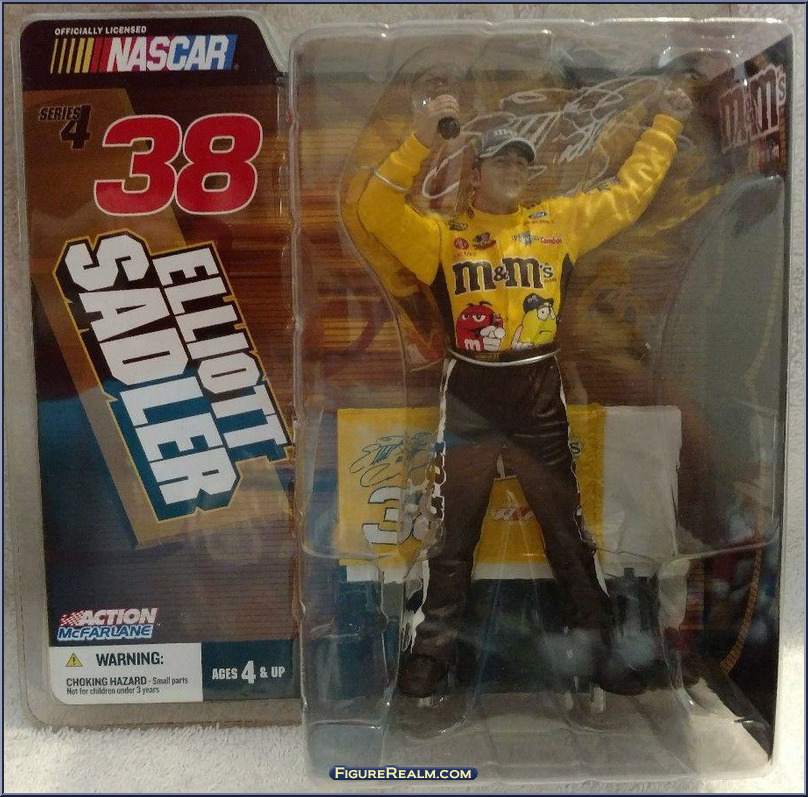 OFFICIALLY LICENSED
NASCAR
SERIES 4
38
ELLIOTT
SADLER
m&m's
m&m's
m
38
ACTION
McFARLANE
WARNING:
CHOKING HAZARD - Small parts
Not for children under 3 years
AGES 4 & UP
FIGUREREALM.COM